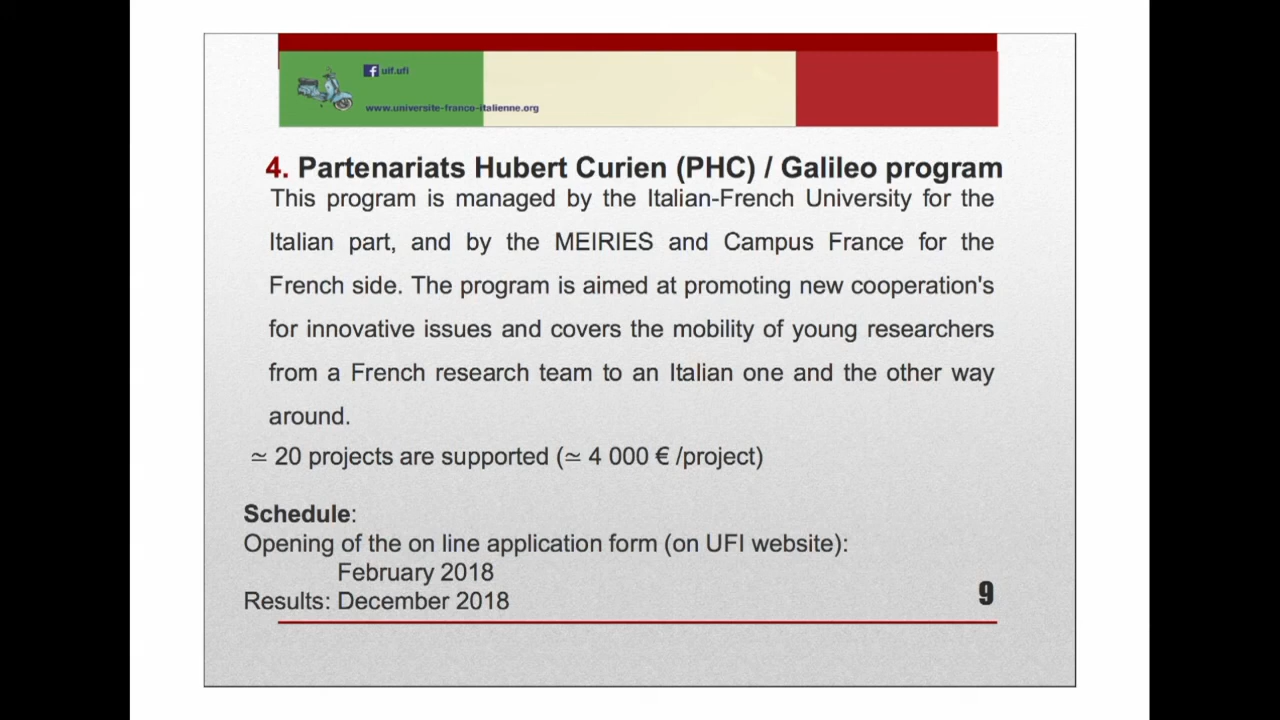 uif.ufi
www.universite-franco-italienne.org
4. Partenariats Hubert Curien (PHC) / Galileo program
This program is managed by the Italian-French University for the
Italian part, and by the MEIRIES and Campus France for the
French side. The program is aimed at promoting new cooperation's
for innovative issues and covers the mobility of young researchers
from a French research team to an Italian one and the other way
around.
≃ 20 projects are supported (≃ 4 000 € /project)
Schedule:
Opening of the on line application form (on UFI website):
February 2018
Results: December 2018
9